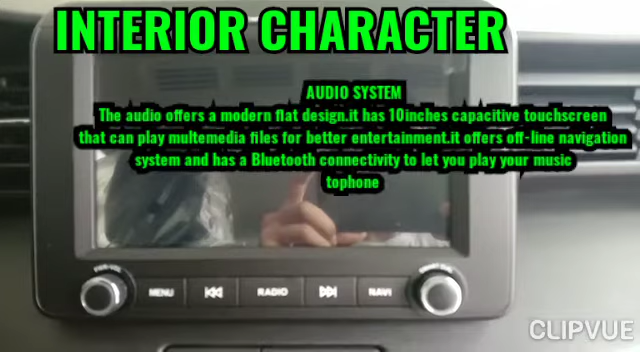 INTERIOR CHARACTER
AUDIO SYSTEM
The audio offers a modern flat design.it has 10inches capacitive touchscreen
that can play multemedia files for better entertainment.it offers off-line navigation
system and has a Bluetooth connectivity to let you play your music
tophone
MENU RADIO NAVI
CLIPVUE